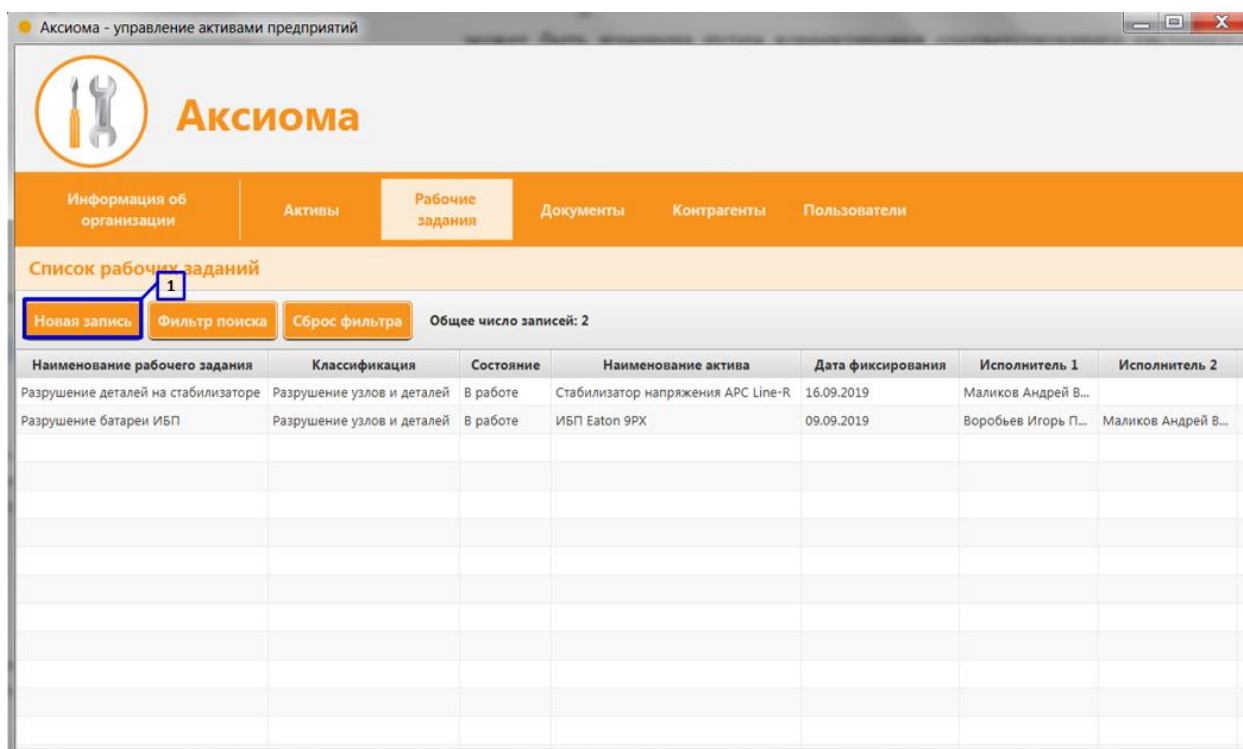 Аксиома - управление активами предприятий
Аксиома
Информация об
организации
Активы
Рабочие
задания
Документы
Контрагенты
Пользователи
Список рабочих заданий
1
Новая запись
Фильтр поиска
Сброс фильтра
Общее число записей: 2
Наименование рабочего задания Классификация Состояние Наименование актива Дата фиксирования Исполнитель 1 Исполнитель 2
Разрушение деталей на стабилизаторе Разрушение узлов и деталей В работе Стабилизатор напряжения APC Line-R 16.09.2019 Маликов Андрей В...
Разрушение батареи ИБП Разрушение узлов и деталей В работе ИБП Eaton 9PX 09.09.2019 Воробьев Игорь П... Маликов Андрей В...